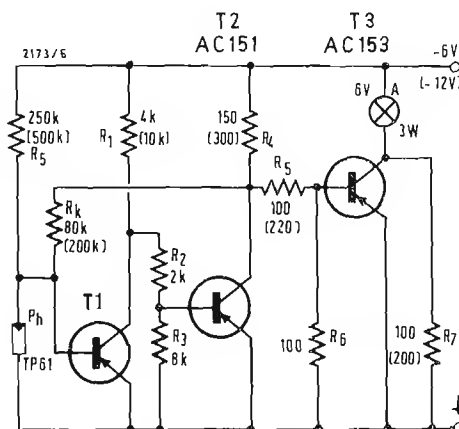 T2
AC151
T3
AC153
2173/6
-6V
(-12V)
250k
(500k)
R5
4k
(10k)
R1
150
(300)
R4
6V
A
3W
Rk
80k
(200k)
R5
100
(220)
R2
2k
Ph
TP61
T1
R3
8k
100
R6
100
(200)
R7